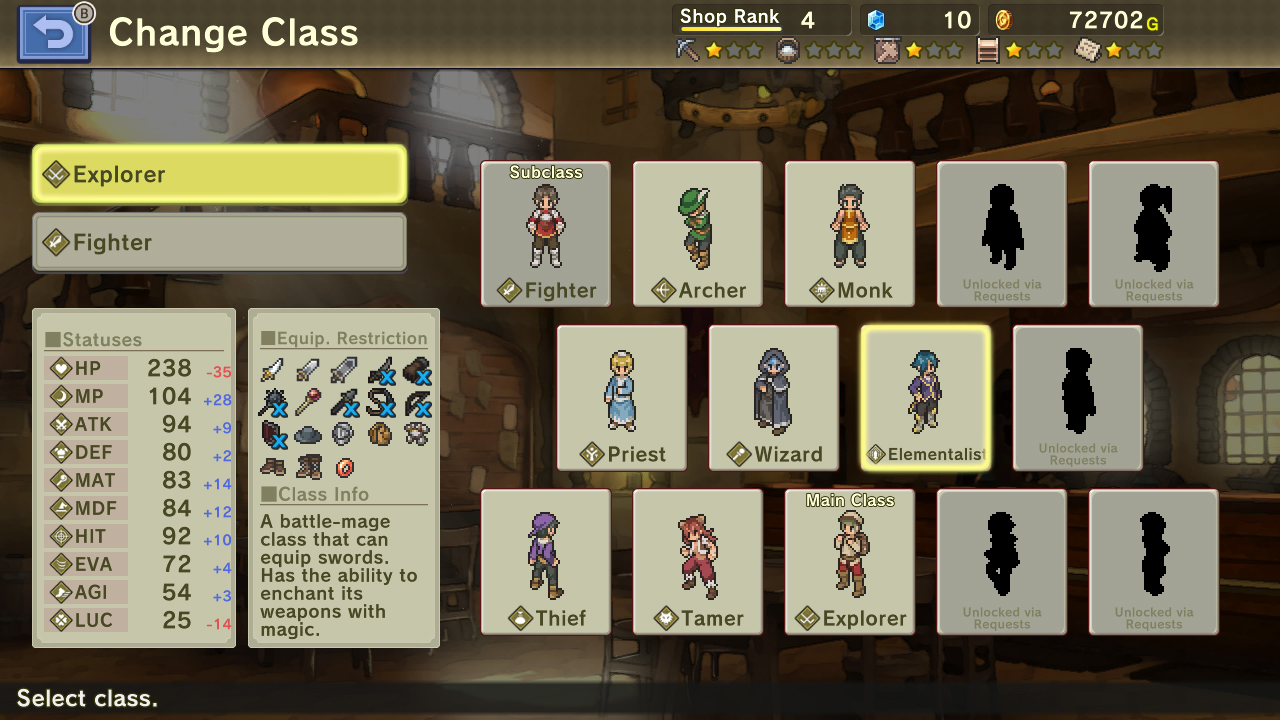 B
Change Class
Shop Rank 4
10
72702G
Explorer
Fighter
Statuses
HP 238 -35
MP 104 +28
ATK 94 +9
DEF 80 +2
MAT 83 +14
MDF 84 +12
HIT 92 +10
EVA 72 +4
AGI 54 +3
LUC 25 -14
Equip. Restriction
Class Info
A battle-mage
class that can
equip swords.
Has the ability to
enchant its
weapons with
magic.
Subclass
Fighter
Archer
Monk
Unlocked via
Requests
Unlocked via
Requests
Priest
Wizard
Elementalist
Unlocked via
Requests
Thief
Tamer
Main Class
Explorer
Unlocked via
Requests
Unlocked via
Requests
Select class.